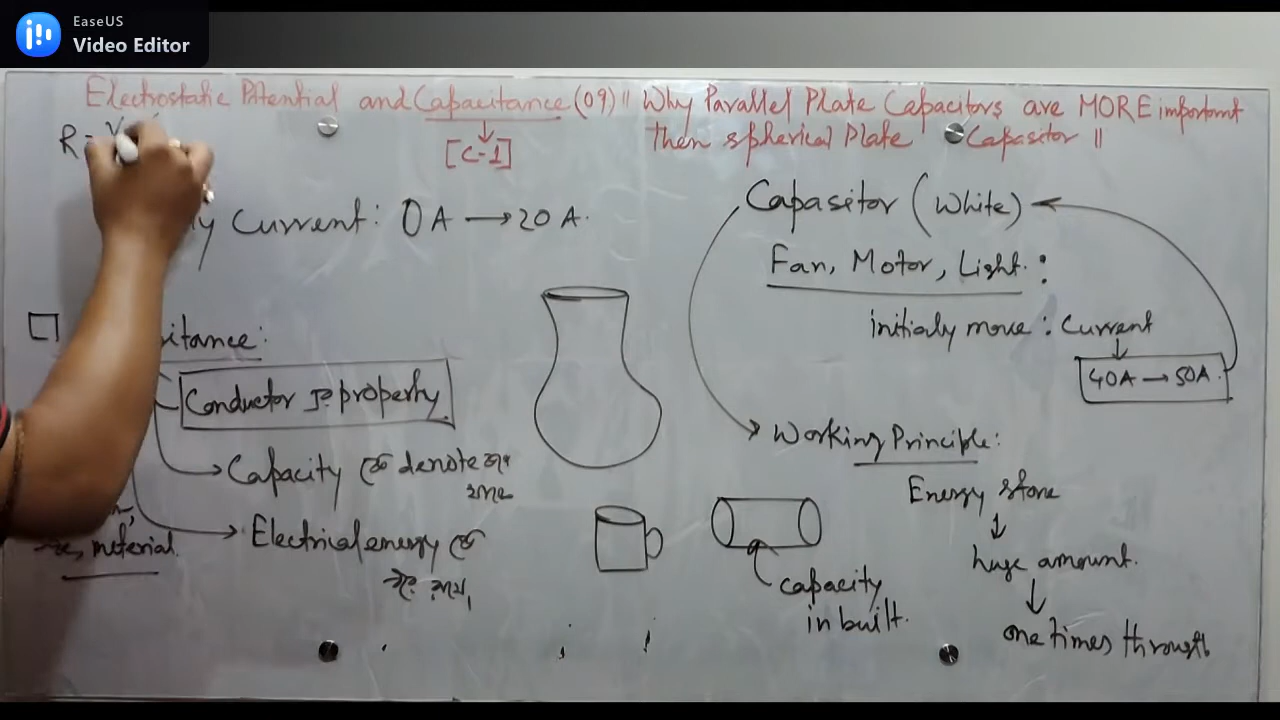 EaseUS
Video Editor
Electrostatic Potential and Capacitance (09) || Why Parallel Plate Capacitors are MORE important
then spherical Plate Capasitor ||
[C-1]
R = V
y Current: 0 A → 20 A.
Capasitor (White)
Fan, Motor, Light :
initialy move : Current
40A → 50A.
itance:
Conductor property
Capacity denote
Electrical energy
material.
Working Principle:
Energy store
huge amount.
one times through
capacity
in built.